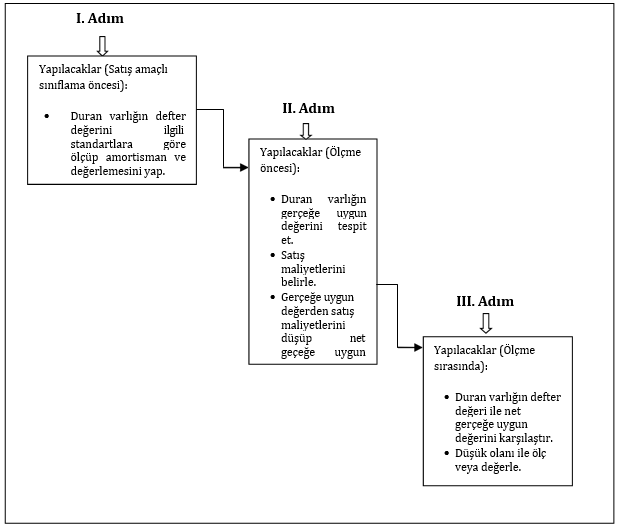 I. Adım
Yapılacaklar (Satış amaçlı
sınıflama öncesi):
• Duran varlığın defter
değerini ilgili
standartlara göre
ölçüp amortisman ve
değerlemesini yap.
II. Adım
Yapılacaklar (Ölçme
öncesi):
• Duran varlığın
gerçeğe uygun
değerini tespit
et.
• Satış
maliyetlerini
belirle.
• Gerçeğe uygun
değerden satış
maliyetlerini
düşüp net
geçeğe uygun
III. Adım
Yapılacaklar (Ölçme
sırasında):
• Duran varlığın defter
değeri ile net
gerçeğe uygun
değerini karşılaştır.
• Düşük olanı ile ölç
veya değerle.